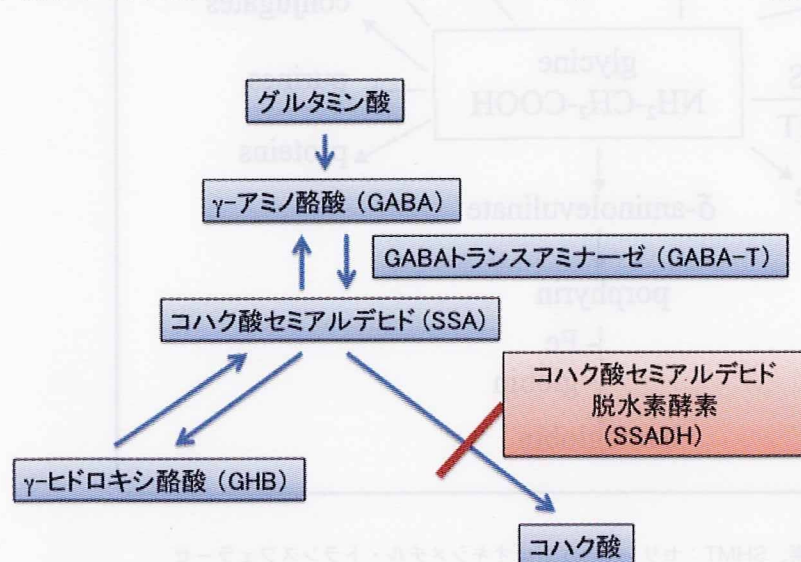 グルタミン酸
γ-アミノ酪酸（GABA）
GABAトランスアミナーゼ（GABA-T）
コハク酸セミアルデヒド（SSA）
コハク酸セミアルデヒド
脱水素酵素
（SSADH）
γ-ヒドロキシ酪酸（GHB）
コハク酸
conjugates
glycine
NH₂-CH₂-COOH
proteins
δ-aminolevulinate
porphyrin
Fe